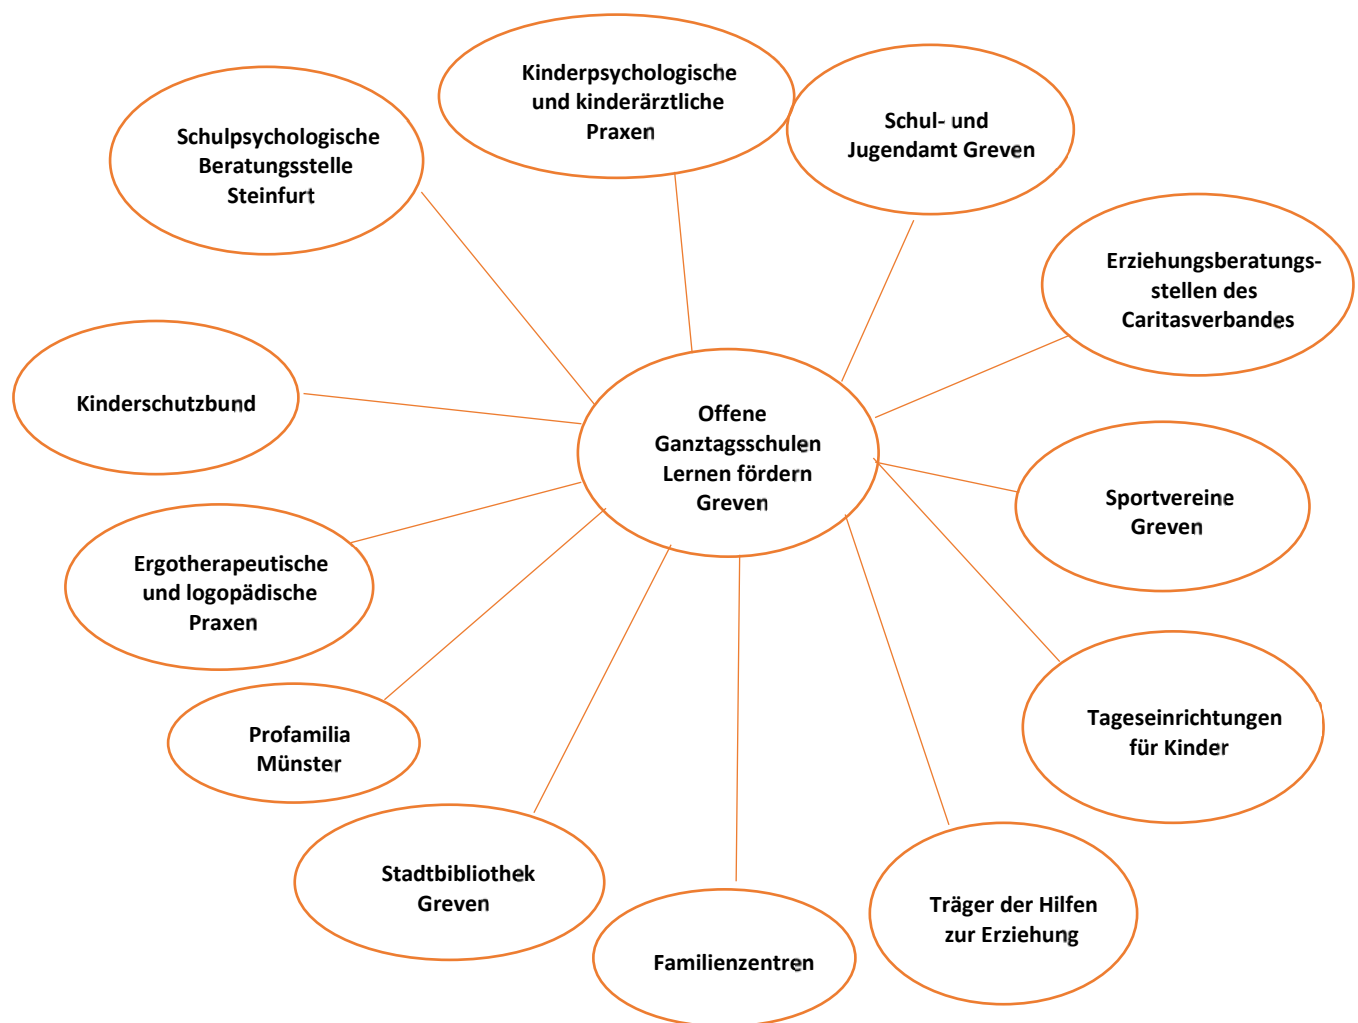 Kinderpsychologische
und kinderärztliche
Praxen
Schul- und
Jugendamt Greven
Schulpsychologische
Beratungsstelle
Steinfurt
Erziehungsberatungs-
stellen des
Caritasverbandes
Kinderschutzbund
Offene
Ganztagsschulen
Lernen fördern
Greven
Sportvereine
Greven
Ergotherapeutische
und logopädische
Praxen
Tageseinrichtungen
für Kinder
Profamilia
Münster
Stadtbibliothek
Greven
Träger der Hilfen
zur Erziehung
Familienzentren